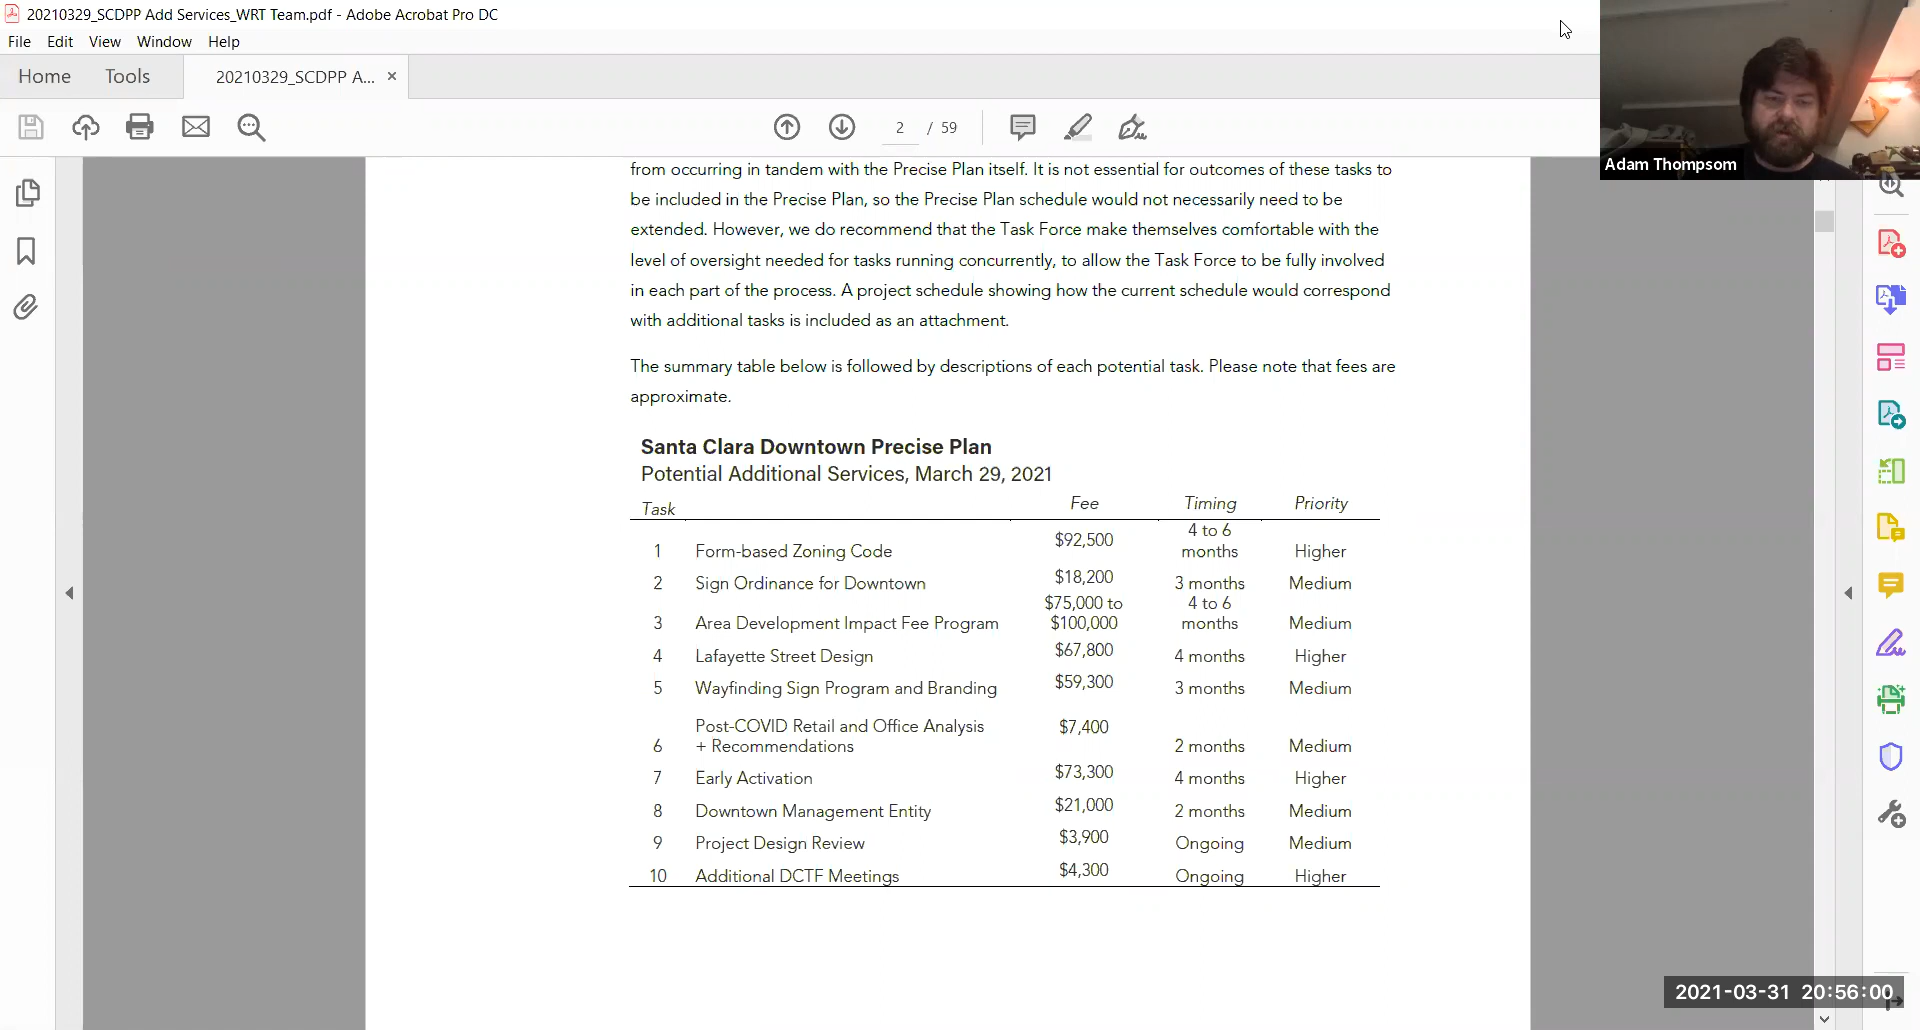 20210329_SCDPP Add Services_WRT Team.pdf - Adobe Acrobat Pro DC
File Edit View Window Help
Home Tools 20210329_SCDPP A... ×
2 / 59
Adam Thompsom
from occurring in tandem with the Precise Plan itself. It is not essential for outcomes of these tasks to
be included in the Precise Plan, so the Precise Plan schedule would not necessarily need to be
extended. However, we do recommend that the Task Force make themselves comfortable with the
level of oversight needed for tasks running concurrently, to allow the Task Force to be fully involved
in each part of the process. A project schedule showing how the current schedule would correspond
with additional tasks is included as an attachment.
The summary table below is followed by descriptions of each potential task. Please note that fees are
approximate.
Santa Clara Downtown Precise Plan
Potential Additional Services, March 29, 2021
Task Fee Timing Priority
1 Form-based Zoning Code $92,500 4 to 6 months Higher
2 Sign Ordinance for Downtown $18,200 3 months Medium
3 Area Development Impact Fee Program $75,000 to $100,000 4 to 6 months Medium
4 Lafayette Street Design $67,800 4 months Higher
5 Wayfinding Sign Program and Branding $59,300 3 months Medium
Post-COVID Retail and Office Analysis $7,400
6 + Recommendations 2 months Medium
7 Early Activation $73,300 4 months Higher
8 Downtown Management Entity $21,000 2 months Medium
9 Project Design Review $3,900 Ongoing Medium
10 Additional DCTF Meetings $4,300 Ongoing Higher
2021-03-31 20:56:00